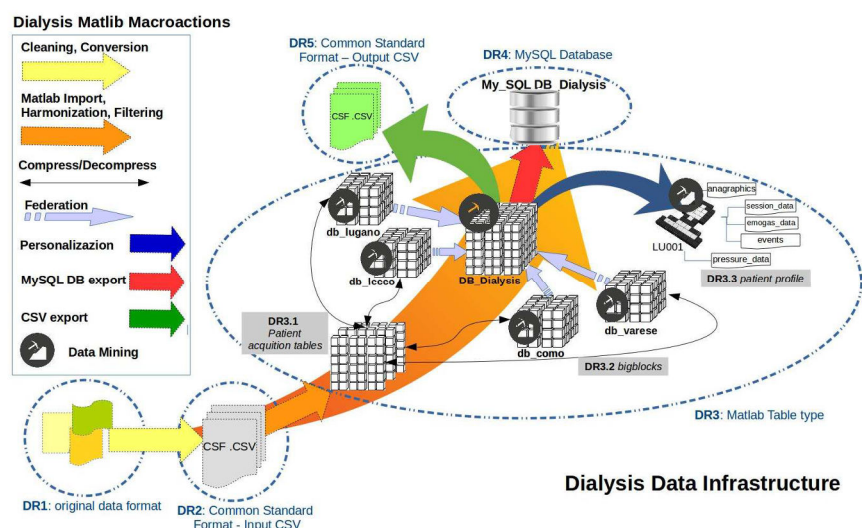 Dialysis Matlib Macroactions
Cleaning, Conversion
Matlab Import,
Harmonization, Filtering
Compress/Decompress
Federation
Personalizazion
MySQL DB export
CSV export
Data Mining
DR5: Common Standard
Format – Output CSV
CSF .CSV
DR4: MySQL Database
My_SQL DB_Dialysis
db_lugano
db_lecco
DB_Dialysis
anagraphics
session_data
emogas_data
events
pressure_data
LU001
DR3.3 patient profile
DR3.1
Patient
acquition tables
db_como
db_varese
DR3.2 bigblocks
DR3: Matlab Table type
CSF .CSV
DR1: original data format
DR2: Common Standard
Format - Input CSV
Dialysis Data Infrastructure